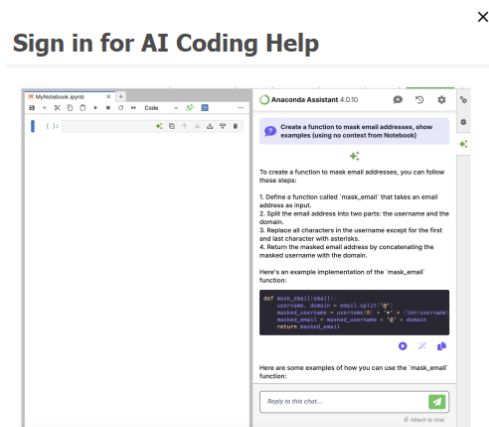 Sign in for AI Coding Help
MyNotebook.ipynb
Code
[ ]:
Anaconda Assistant 4.0.10
Create a function to mask email addresses, show
examples (using no context from Notebook)
To create a function to mask email addresses, you can follow
these steps:
1. Define a function called `mask_email` that takes an email
address as input.
2. Split the email address into two parts: the username and the
domain.
3. Replace all characters in the username except for the first
and last character with asterisks.
4. Return the masked email address by concatenating the
masked username with the domain.
Here's an example implementation of the `mask_email`
function:
def mask_email(email):
username, domain = email.split("@")
masked_username = username[0] + "*" * (len(username)
masked_email = masked_username + "@" + domain
return masked_email
Here are some examples of how you can use the `mask_email`
function:
Reply to this chat...
Attach to chat